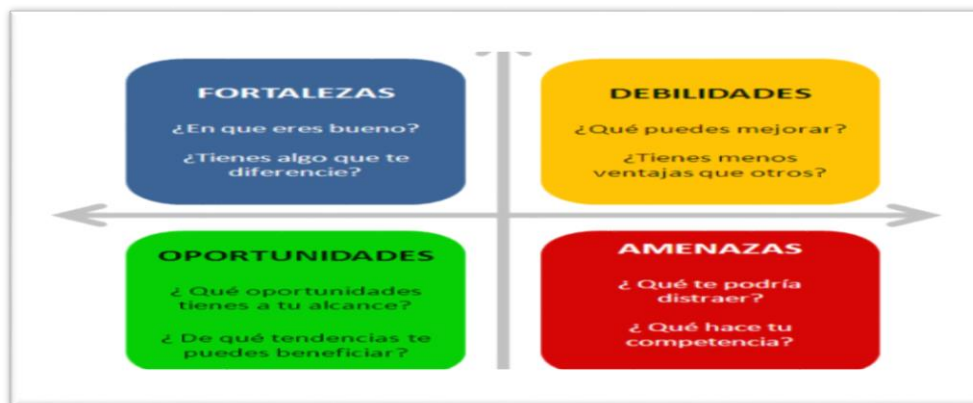 FORTALEZAS
¿En que eres bueno?
¿Tienes algo que te
diferencie?
DEBILIDADES
¿Qué puedes mejorar?
¿Tienes menos
ventajas que otros?
OPORTUNIDADES
¿ Qué oportunidades
tienes a tu alcance?
¿ De qué tendencias te
puedes beneficiar?
AMENAZAS
¿ Qué te podría
distraer?
¿ Qué hace tu
competencia?